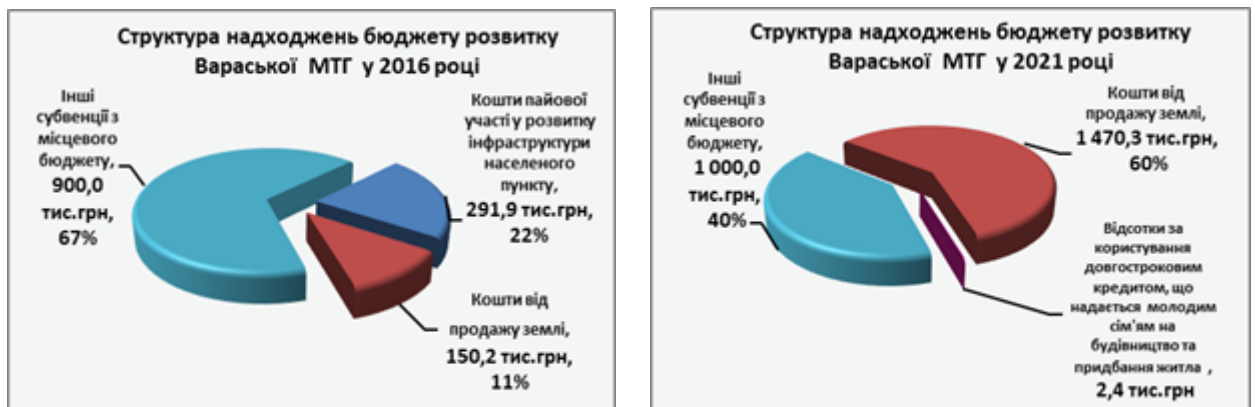 Структура надходжень бюджету розвитку
Вараської МТГ у 2016 році
Інші
субвенції з
місцевого
бюджету,
900,0
тис.грн,
67%
Кошти пайової
участі у розвитку
інфраструктури
населеного
пункту,
291,9 тис.грн,
22%
Кошти від
продажу землі,
150,2 тис.грн,
11%
Структура надходжень бюджету розвитку
Вараської МТГ у 2021 році
Інші
субвенції з
місцевого
бюджету,
1 000,0
тис.грн,
40%
Кошти від
продажу землі,
1 470,3 тис.грн,
60%
Відсотки за
користування
довгостроковим
кредитом, що
надається молодим
сім'ям на
будівництво та
придбання житла ,
2,4 тис.грн